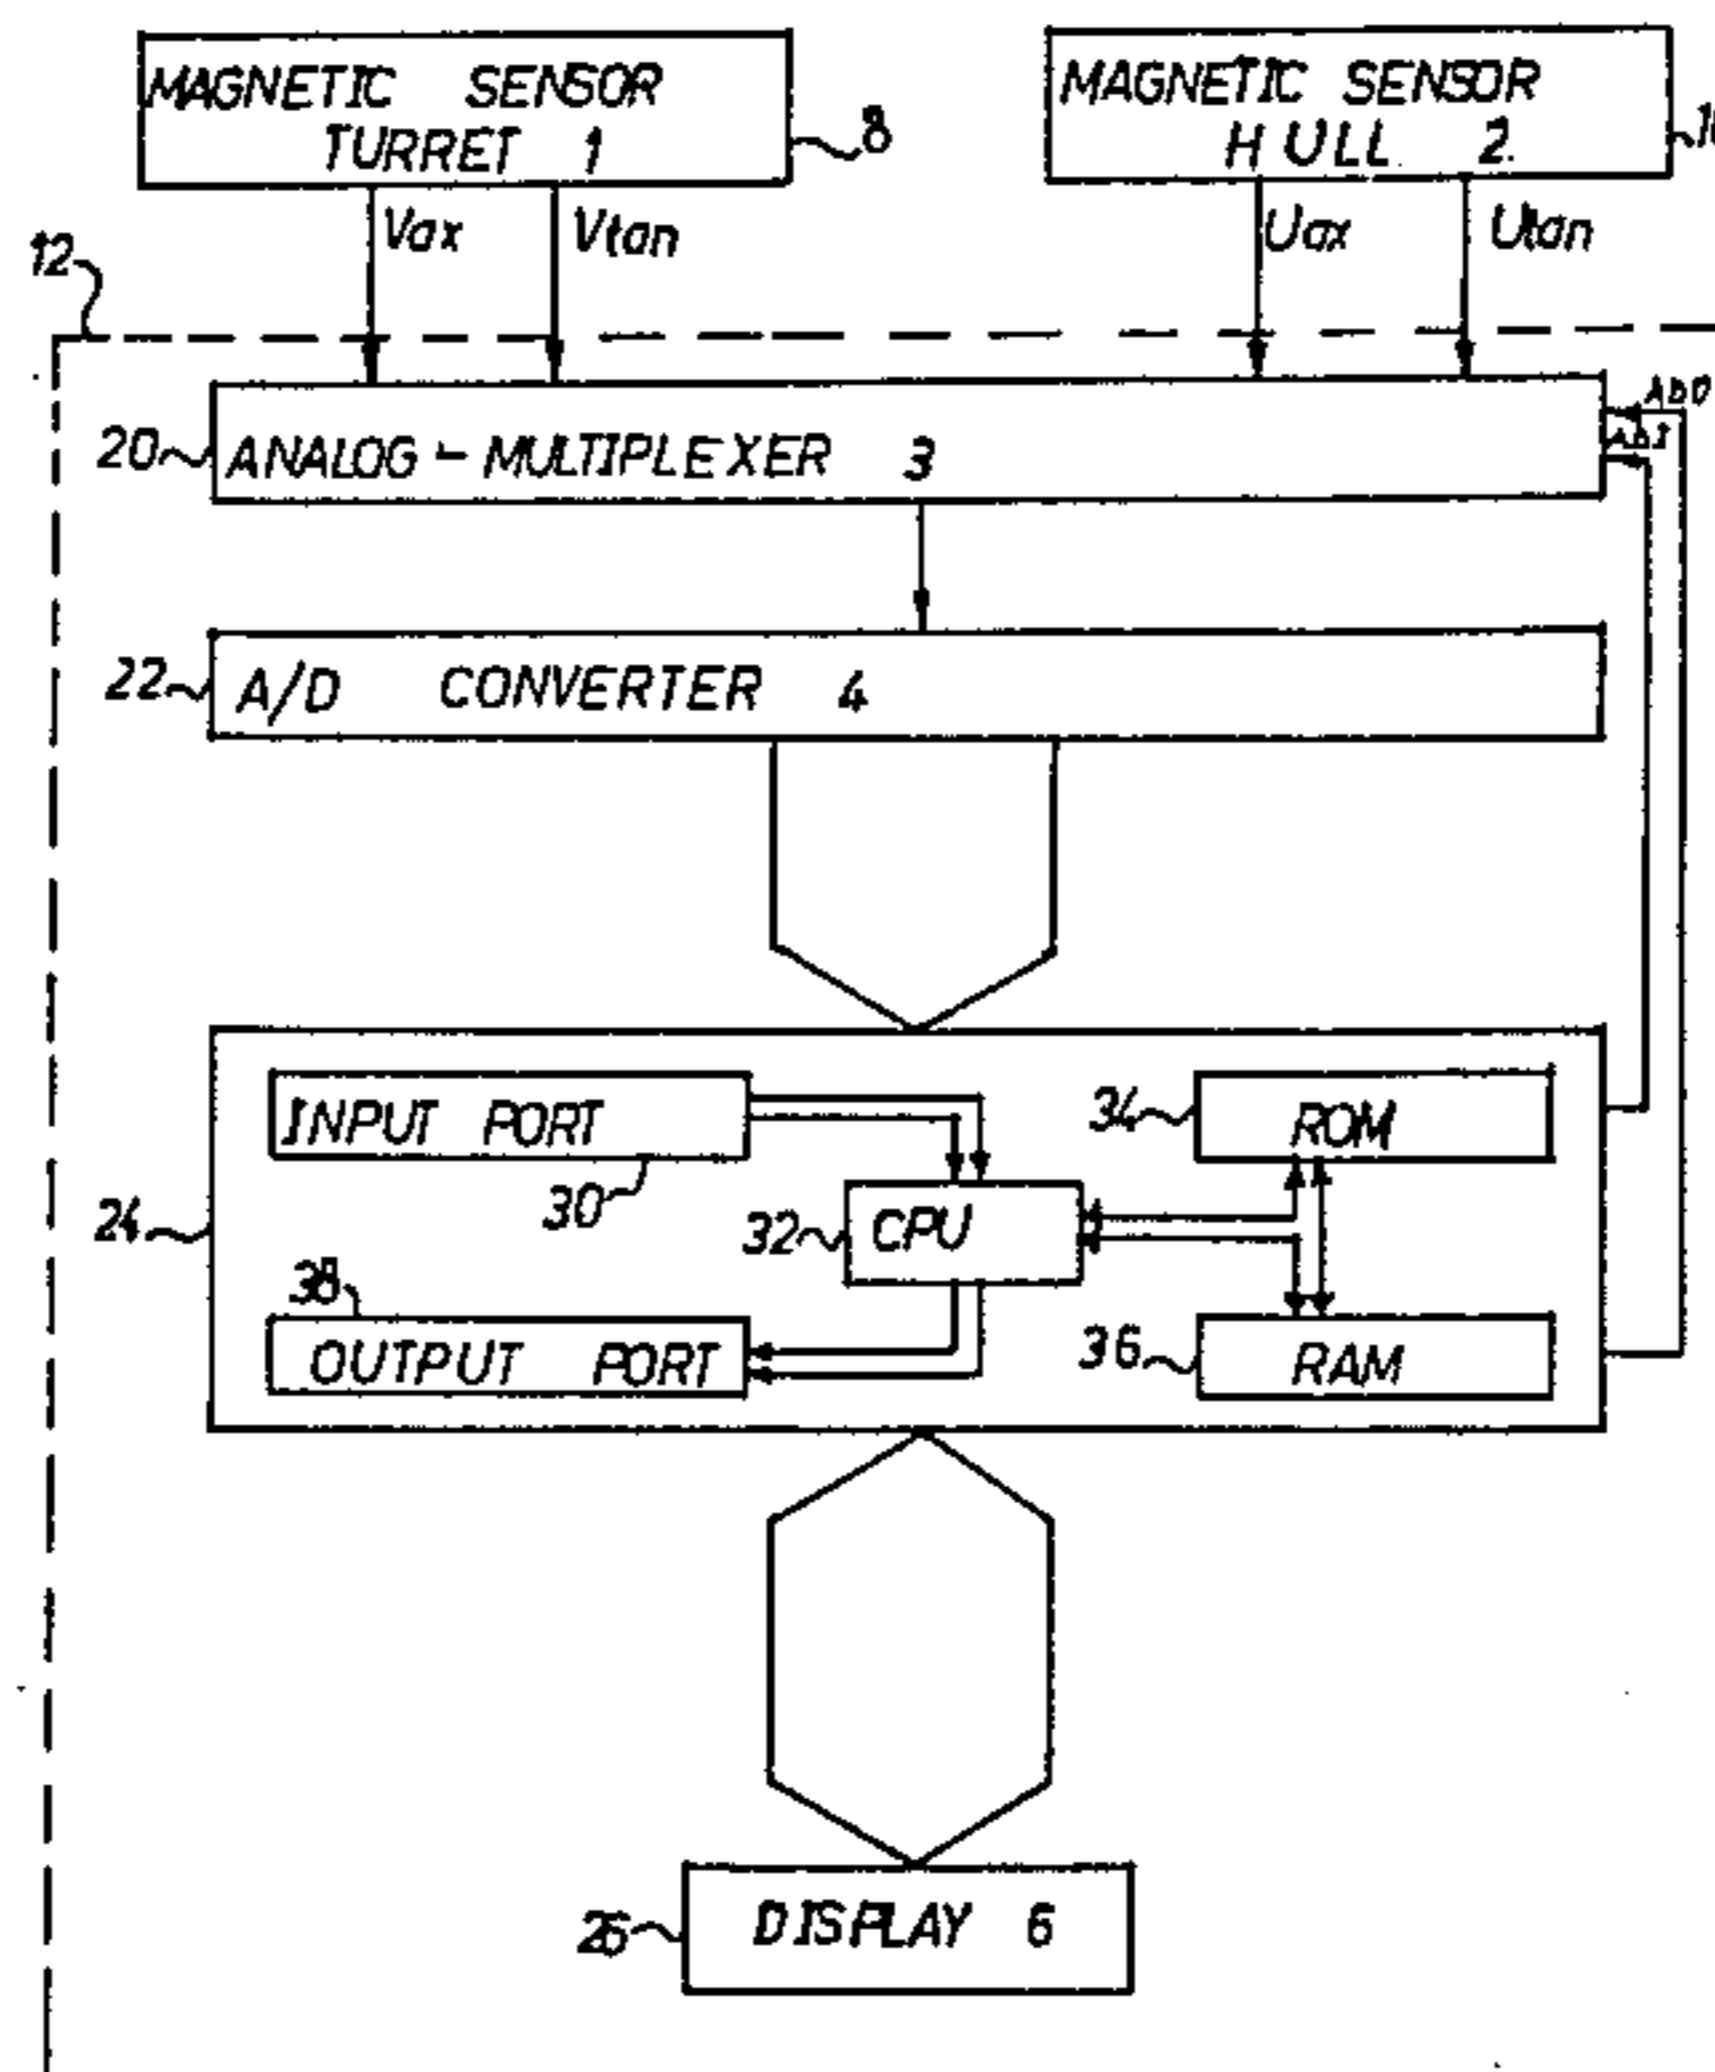 MAGNETIC SENSOR
TURRET 1
8
MAGNETIC SENSOR
HULL 2
Vax
Vtan
Uax
Utan
12
Ab0
20
ANALOG - MULTIPLEXER 3
22
A/D CONVERTER 4
INPUT PORT
30
34
ROM
24
32
CPU
38
OUTPUT PORT
36
RAM
26
DISPLAY 6